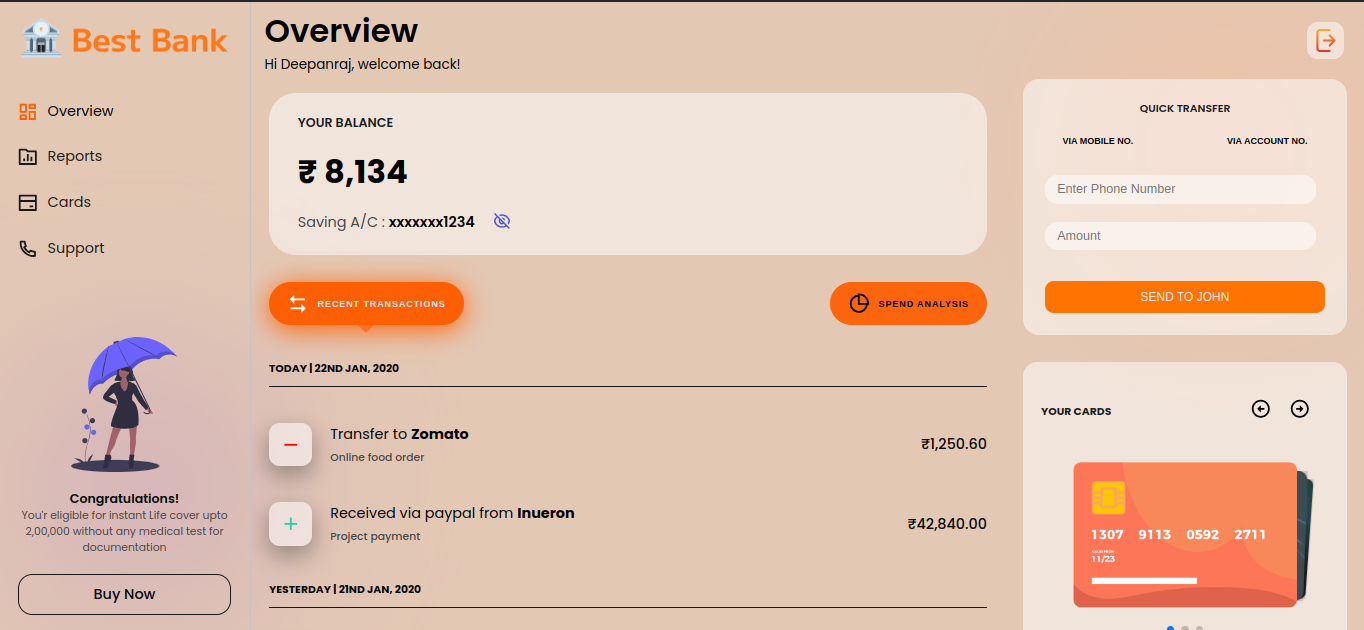 Best Bank
Overview
Reports
Cards
Support
Congratulations!
You'r eligible for instant Life cover upto
2,00,000 without any medical test for
documentation
Buy Now
Overview
Hi Deepanraj, welcome back!
YOUR BALANCE
₹ 8,134
Saving A/C : xxxxxxx1234
RECENT TRANSACTIONS
SPEND ANALYSIS
TODAY | 22ND JAN, 2020
Transfer to Zomato
Online food order
₹1,250.60
Received via paypal from Inueron
Project payment
₹42,840.00
YESTERDAY | 21ND JAN, 2020
QUICK TRANSFER
VIA MOBILE NO. VIA ACCOUNT NO.
Enter Phone Number
Amount
SEND TO JOHN
YOUR CARDS
1307 9113 0592 2711
VALID FROM
11/23